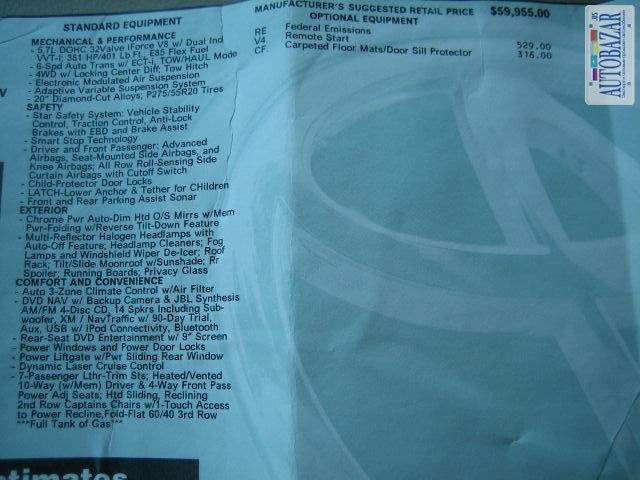 STANDARD EQUIPMENT
MECHANICAL & PERFORMANCE
- 5.7L DOHC 32Valve iForce V8 w/ Dual Ind
VVT-i; 381 HP/401 Lb Ft, E85 Flex Fuel
- 6-Spd Auto Trans w/ ECT-i, TOW/HAUL Mode
- 4WD w/ Locking Center Diff; Tow Hitch
- Electronic Modulated Air Suspension
- Adaptive Variable Suspension System
- 20" Diamond-Cut Alloys; P275/55R20 Tires
SAFETY
- Star Safety System: Vehicle Stability
Control, Traction Control, Anti-Lock
Brakes with EBD and Brake Assist
- Smart Stop Technology
- Driver and Front Passenger: Advanced
Airbags, Seat-Mounted Side Airbags, and
Knee Airbags; All Row Roll-Sensing Side
Curtain Airbags with Cutoff Switch
- Child-Protector Door Locks
- LATCH-Lower Anchor & Tether for CHildren
- Front and Rear Parking Assist Sonar
EXTERIOR
- Chrome Pwr Auto-Dim Htd O/S Mirrs w/Mem
Pwr-Folding w/Reverse Tilt-Down Feature
- Multi-Reflector Halogen Headlamps with
Auto-Off Feature; Headlamp Cleaners; Fog
Lamps and Windshield Wiper De-Icer; Roof
Rack; Tilt/Slide Moonroof w/Sunshade; Rr
Spoiler; Running Boards; Privacy Glass
COMFORT AND CONVENIENCE
- Auto 3-Zone Climate Control w/Air Filter
- DVD NAV w/ Backup Camera & JBL Synthesis
AM/FM 4-Disc CD, 14 Spkrs Including Sub-
woofer, XM / NavTraffic w/ 90-Day Trial,
Aux, USB w/ iPod Connectivity, Bluetooth
- Rear-Seat DVD Entertainment w/ 9" Screen
- Power Windows and Power Door Locks
- Power Liftgate w/Pwr Sliding Rear Window
- Dynamic Laser Cruise Control
- 7-Passenger Lthr-Trim Sts; Heated/Vented
10-Way (w/Mem) Driver & 4-Way Front Pass
Power Adj Seats; Htd Sliding, Reclining
2nd Row Captains Chairs w/1-Touch Access
to Power Recline,Fold-Flat 60/40 3rd Row
***Full Tank of Gas***
MANUFACTURER'S SUGGESTED RETAIL PRICE $59,955.00
OPTIONAL EQUIPMENT
RE Federal Emissions
V4 Remote Start 529.00
CF. Carpeted Floor Mats/Door Sill Protector 316.00
AUTOBAZAR
.US
timates